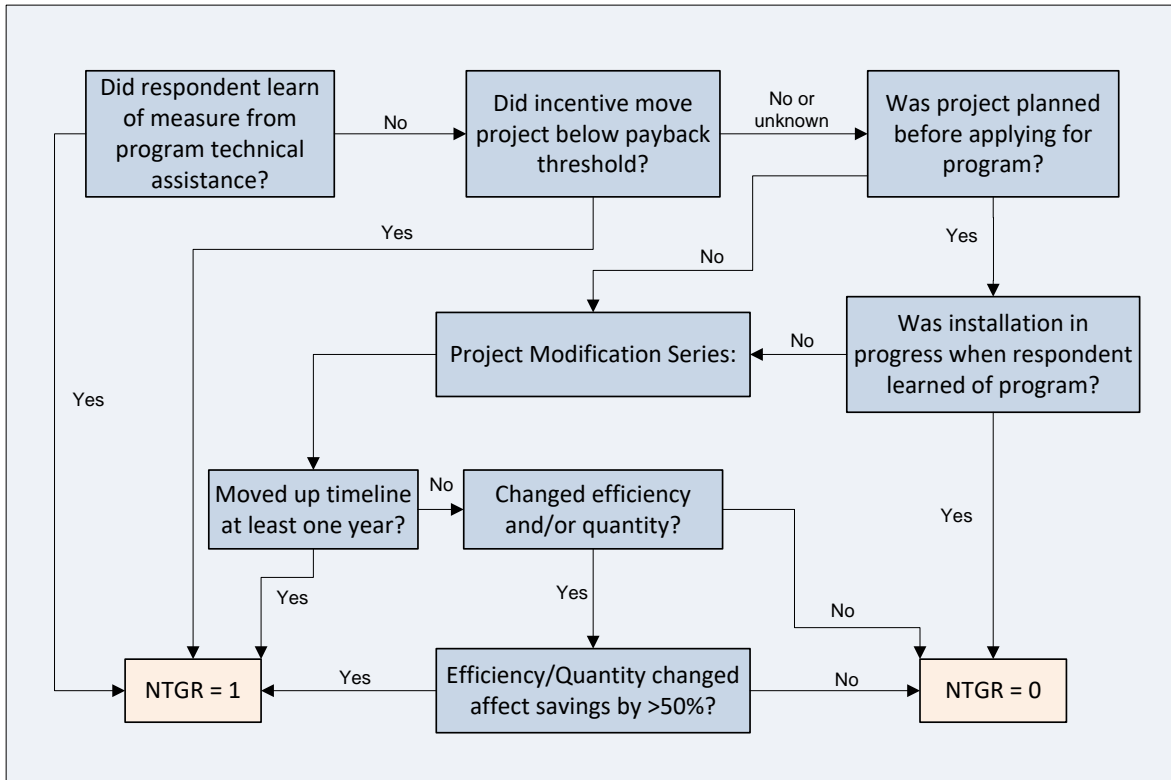 Did respondent learn
of measure from
program technical
assistance?
No
Did incentive move
project below payback
threshold?
No or
unknown
Was project planned
before applying for
program?
Yes
No
Yes
Project Modification Series:
No
Was installation in
progress when respondent
learned of program?
Yes
Moved up timeline
at least one year?
No
Changed efficiency
and/or quantity?
Yes
Yes
Yes
No
NTGR = 1
Yes
Efficiency/Quantity changed
affect savings by >50%?
No
NTGR = 0